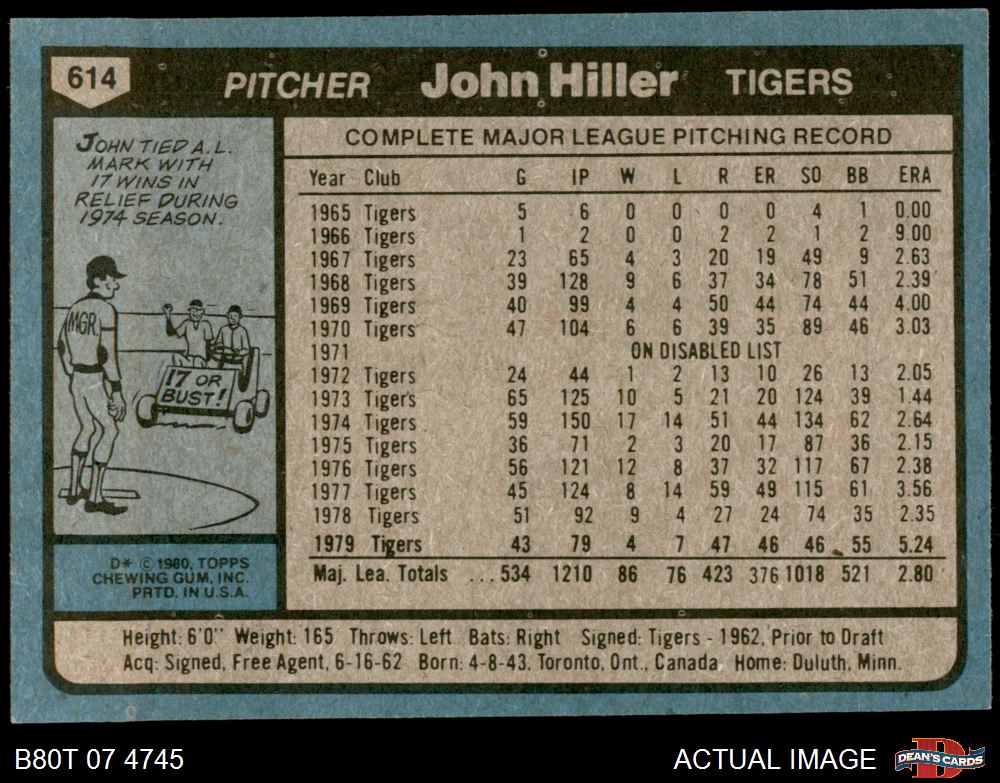 614 PITCHER John Hiller TIGERS
JOHN TIED A.L.
MARK WITH
17 WINS IN
RELIEF DURING
1974 SEASON.
MGR.
17 OR
BUST!
D* © 1980, TOPPS
CHEWING GUM, INC.
PRTD. IN U.S.A.
COMPLETE MAJOR LEAGUE PITCHING RECORD
Year Club G IP W L R ER SO BB ERA
1965 Tigers 5 6 0 0 0 0 4 1 0.00
1966 Tigers 1 2 0 0 2 2 1 2 9.00
1967 Tigers 23 65 4 3 20 19 49 9 2.63
1968 Tigers 39 128 9 6 37 34 78 51 2.39
1969 Tigers 40 99 4 4 50 44 74 44 4.00
1970 Tigers 47 104 6 6 39 35 89 46 3.03
1971 ON DISABLED LIST
1972 Tigers 24 44 1 2 13 10 26 13 2.05
1973 Tigers 65 125 10 5 21 20 124 39 1.44
1974 Tigers 59 150 17 14 51 44 134 62 2.64
1975 Tigers 36 71 2 3 20 17 87 36 2.15
1976 Tigers 56 121 12 8 37 32 117 67 2.38
1977 Tigers 45 124 8 14 59 49 115 61 3.56
1978 Tigers 51 92 9 4 27 24 74 35 2.35
1979 Tigers 43 79 4 7 47 46 46 55 5.24
Maj. Lea. Totals ... 534 1210 86 76 423 376 1018 521 2.80
Height: 6'0" Weight: 165 Throws: Left Bats: Right Signed: Tigers - 1962, Prior to Draft
Acq: Signed, Free Agent, 6-16-62 Born: 4-8-43, Toronto, Ont., Canada Home: Duluth, Minn.
B80T 07 4745 ACTUAL IMAGE D DEAN'S CARDS